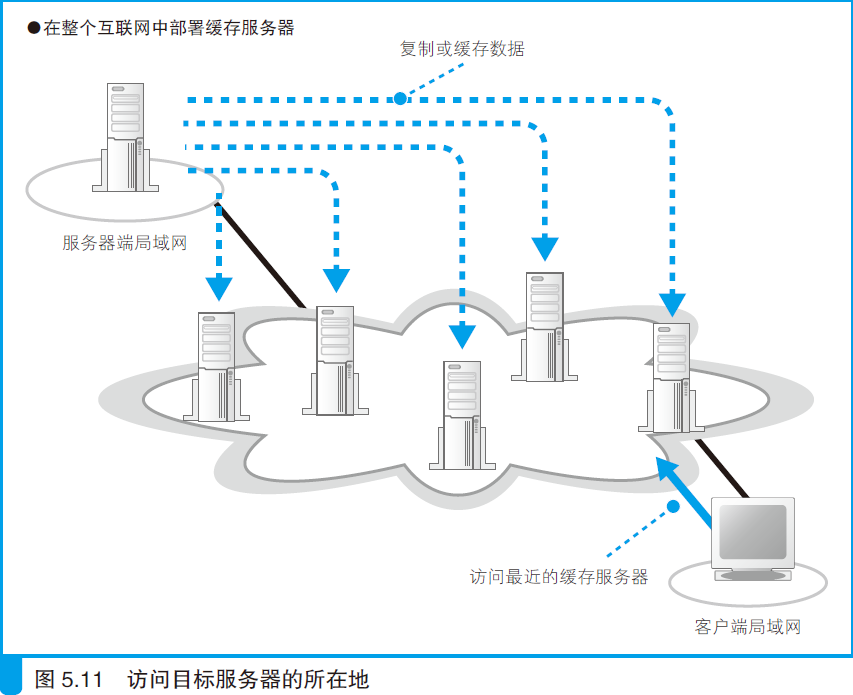 ●在整个互联网中部署缓存服务器
复制或缓存数据
服务器端局域网
访问最近的缓存服务器
客户端局域网
图 5.11 访问目标服务器的所在地